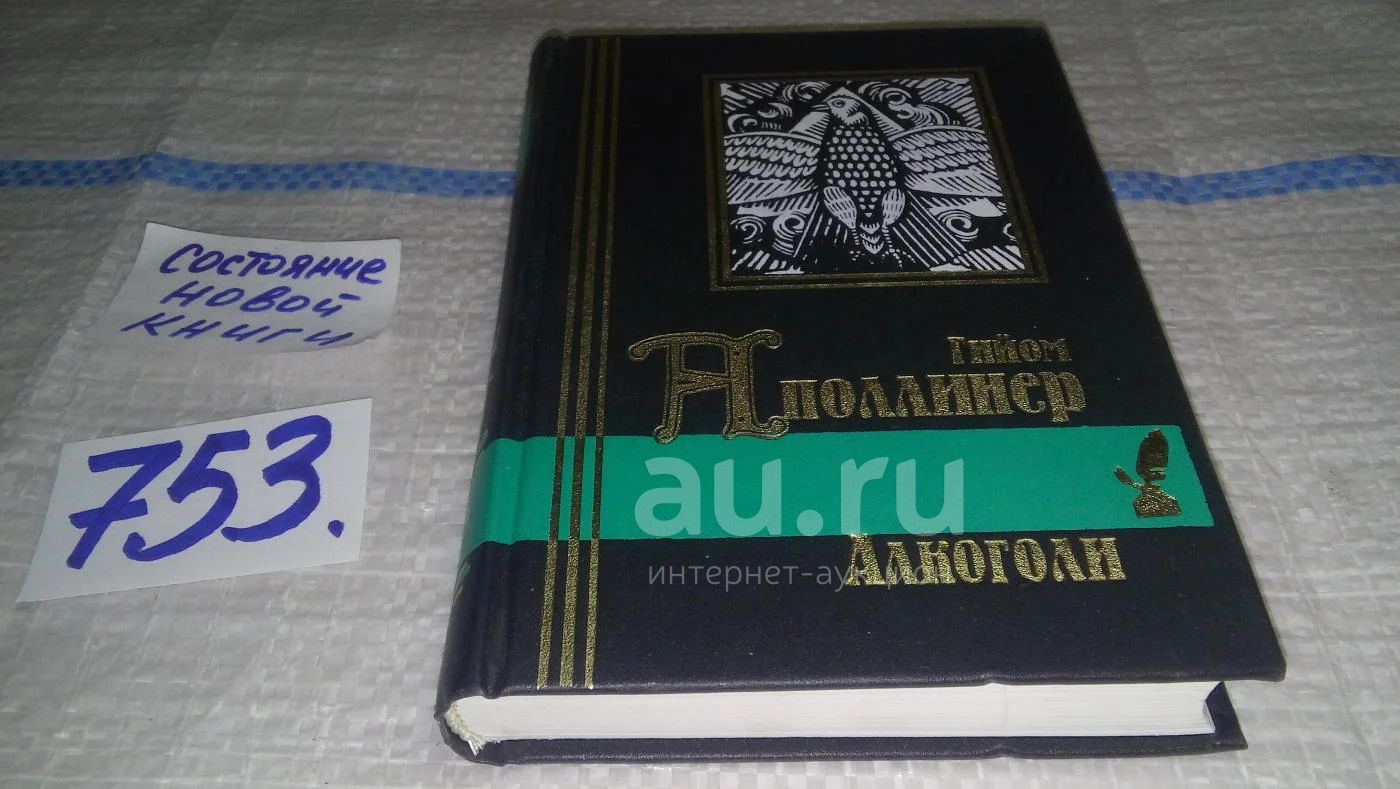 состояние
новой
книги
753.
Гийом
Аполлинер
au.ru
интернет-аукцион
Алкоголи